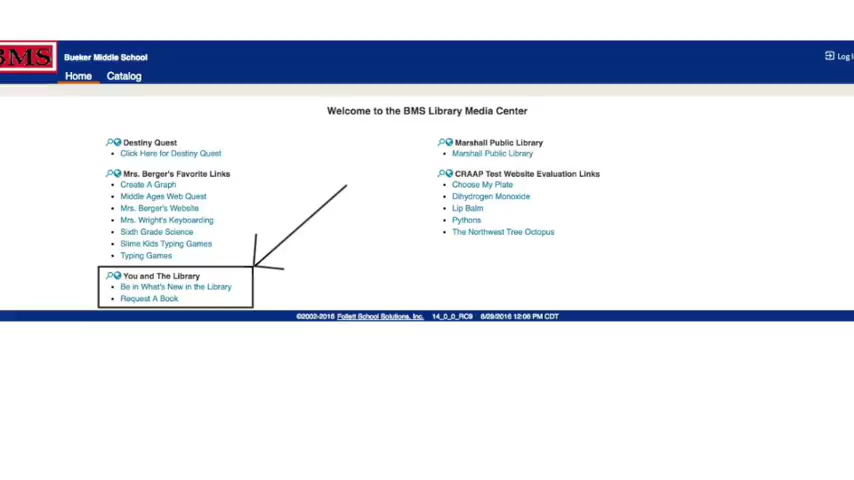 BMS
Bueker Middle School
Log I
Home Catalog
Welcome to the BMS Library Media Center
Destiny Quest
Click Here for Destiny Quest
Mrs. Berger's Favorite Links
Create A Graph
Middle Ages Web Quest
Mrs. Berger's Website
Mrs. Wright's Keyboarding
Sixth Grade Science
Slime Kids Typing Games
Typing Games
You and The Library
Be in What's New in the Library
Request A Book
Marshall Public Library
Marshall Public Library
CRAAP Test Website Evaluation Links
Choose My Plate
Dihydrogen Monoxide
Lip Balm
Pythons
The Northwest Tree Octopus
©2002-2016 Follett School Solutions, Inc. 14_0_0_RC9 8/29/2016 12:06 PM CDT